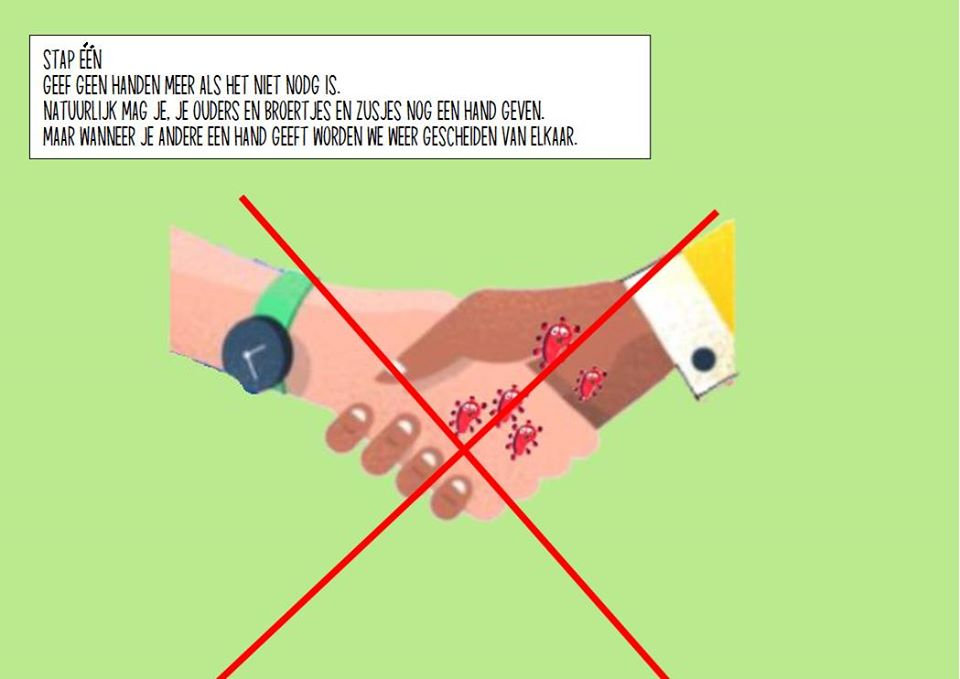 STAP ÉÉN
GEEF GEEN HANDEN MEER ALS HET NIET NODG IS.
NATUURLIJK MAG JE, JE OUDERS EN BROERTJES EN ZUSJES NOG EEN HAND GEVEN.
MAAR WANNEER JE ANDERE EEN HAND GEEFT WORDEN WE WEER GESCHEIDEN VAN ELKAAR.